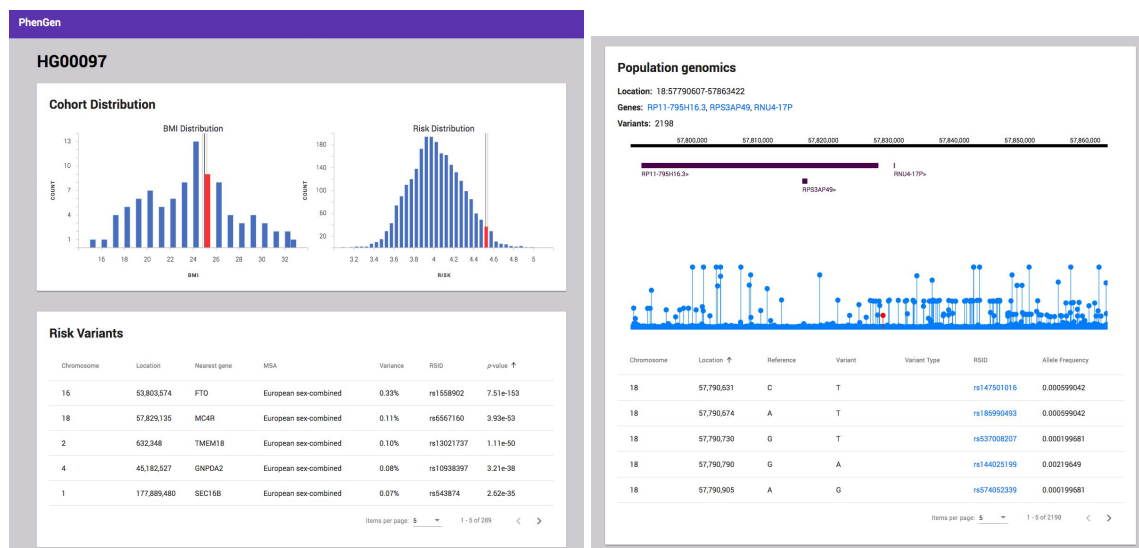 PhenGen
HG00097
Cohort Distribution
BMI Distribution
13
10
7
4
1
COUNT
16 18 20 22 24 26 28 30 32
BMI
Risk Distribution
180
140
100
60
20
COUNT
3.2 3.4 3.6 3.8 4 4.2 4.4 4.6 4.8 5
RISK
Risk Variants
Chromosome Location Nearest gene MSA Variance RSID p-value ↑
16 53,803,574 FTO European sex-combined 0.33% rs1558902 7.51e-153
18 57,829,135 MC4R European sex-combined 0.11% rs6567160 3.93e-53
2 632,348 TMEM18 European sex-combined 0.10% rs13021737 1.11e-50
4 45,182,527 GNPDA2 European sex-combined 0.08% rs10938397 3.21e-38
1 177,889,480 SEC16B European sex-combined 0.07% rs543874 2.62e-35
Items per page: 5 1 - 5 of 289
Population genomics
Location: 18:57790607-57863422
Genes: RP11-795H16.3, RPS3AP49, RNU4-17P
Variants: 2198
57,800,000 57,810,000 57,820,000 57,830,000 57,840,000 57,850,000 57,860,000
RP11-795H16.3> RNU4-17P>
RPS3AP49>
Chromosome Location ↑ Reference Variant Variant Type RSID Allele Frequency
18 57,790,631 C T rs147501016 0.000599042
18 57,790,674 A T rs186990493 0.000599042
18 57,790,730 G T rs537008207 0.000199681
18 57,790,790 G A rs144025199 0.00219649
18 57,790,905 A G rs574052339 0.000199681
Items per page: 5 1 - 5 of 2198